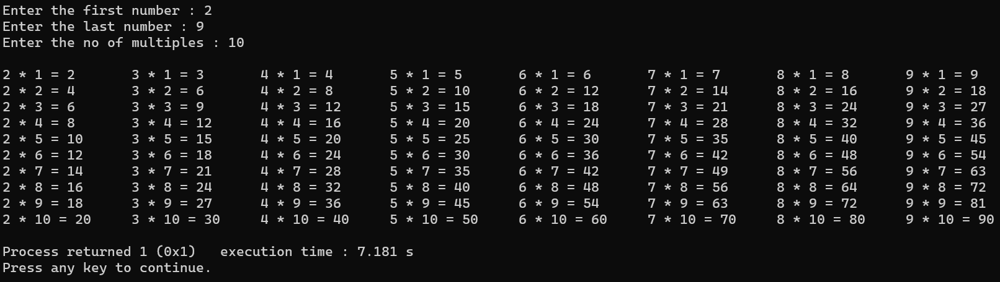 Enter the first number : 2
Enter the last number : 9
Enter the no of multiples : 10
2 * 1 = 2       3 * 1 = 3       4 * 1 = 4       5 * 1 = 5       6 * 1 = 6       7 * 1 = 7       8 * 1 = 8       9 * 1 = 9
2 * 2 = 4       3 * 2 = 6       4 * 2 = 8       5 * 2 = 10      6 * 2 = 12      7 * 2 = 14      8 * 2 = 16      9 * 2 = 18
2 * 3 = 6       3 * 3 = 9       4 * 3 = 12      5 * 3 = 15      6 * 3 = 18      7 * 3 = 21      8 * 3 = 24      9 * 3 = 27
2 * 4 = 8       3 * 4 = 12      4 * 4 = 16      5 * 4 = 20      6 * 4 = 24      7 * 4 = 28      8 * 4 = 32      9 * 4 = 36
2 * 5 = 10      3 * 5 = 15      4 * 5 = 20      5 * 5 = 25      6 * 5 = 30      7 * 5 = 35      8 * 5 = 40      9 * 5 = 45
2 * 6 = 12      3 * 6 = 18      4 * 6 = 24      5 * 6 = 30      6 * 6 = 36      7 * 6 = 42      8 * 6 = 48      9 * 6 = 54
2 * 7 = 14      3 * 7 = 21      4 * 7 = 28      5 * 7 = 35      6 * 7 = 42      7 * 7 = 49      8 * 7 = 56      9 * 7 = 63
2 * 8 = 16      3 * 8 = 24      4 * 8 = 32      5 * 8 = 40      6 * 8 = 48      7 * 8 = 56      8 * 8 = 64      9 * 8 = 72
2 * 9 = 18      3 * 9 = 27      4 * 9 = 36      5 * 9 = 45      6 * 9 = 54      7 * 9 = 63      8 * 9 = 72      9 * 9 = 81
2 * 10 = 20     3 * 10 = 30     4 * 10 = 40     5 * 10 = 50     6 * 10 = 60     7 * 10 = 70     8 * 10 = 80     9 * 10 = 90
Process returned 1 (0x1)   execution time : 7.181 s
Press any key to continue.